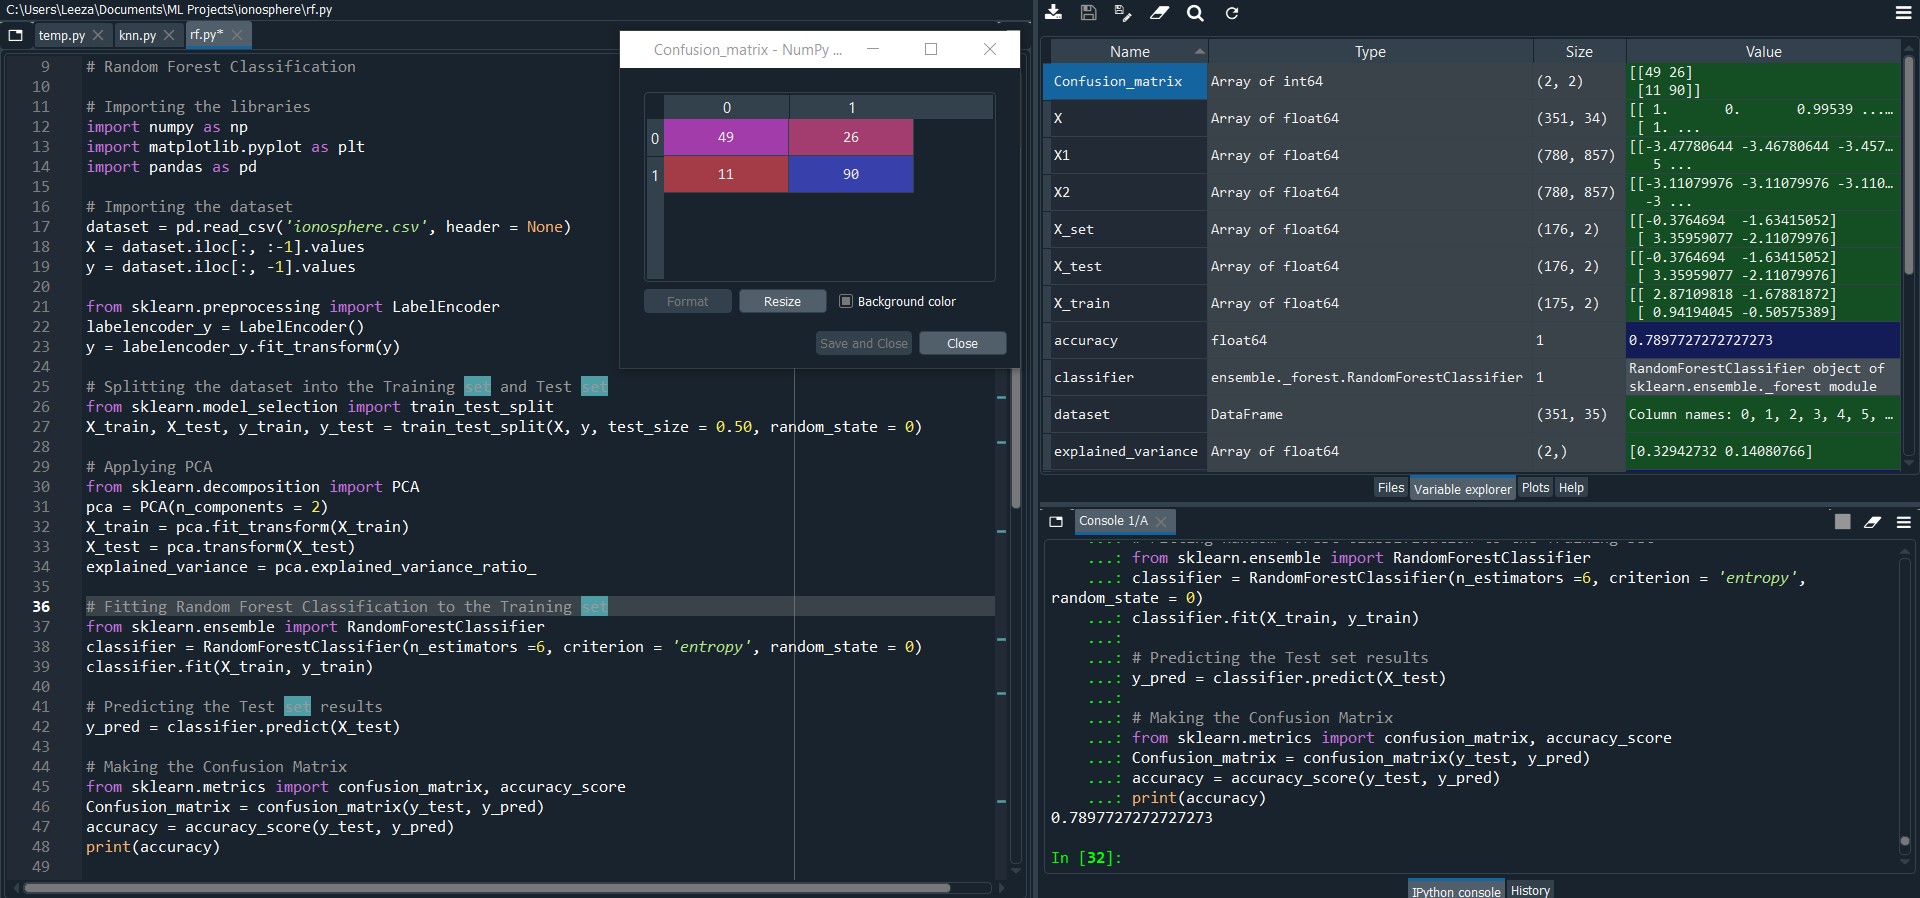 C:\Users\Leeza\Documents\ML Projects\ionosphere\rf.py
temp.py
knn.py
rf.py*
9 # Random Forest Classification
10
11 # Importing the libraries
12 import numpy as np
13 import matplotlib.pyplot as plt
14 import pandas as pd
15
16 # Importing the dataset
17 dataset = pd.read_csv('ionosphere.csv', header = None)
18 X = dataset.iloc[:, :-1].values
19 y = dataset.iloc[:, -1].values
20
21 from sklearn.preprocessing import LabelEncoder
22 labelencoder_y = LabelEncoder()
23 y = labelencoder_y.fit_transform(y)
24
25 # Splitting the dataset into the Training set and Test set
26 from sklearn.model_selection import train_test_split
27 X_train, X_test, y_train, y_test = train_test_split(X, y, test_size = 0.50, random_state = 0)
28
29 # Applying PCA
30 from sklearn.decomposition import PCA
31 pca = PCA(n_components = 2)
32 X_train = pca.fit_transform(X_train)
33 X_test = pca.transform(X_test)
34 explained_variance = pca.explained_variance_ratio_
35
36 # Fitting Random Forest Classification to the Training set
37 from sklearn.ensemble import RandomForestClassifier
38 classifier = RandomForestClassifier(n_estimators =6, criterion = 'entropy', random_state = 0)
39 classifier.fit(X_train, y_train)
40
41 # Predicting the Test set results
42 y_pred = classifier.predict(X_test)
43
44 # Making the Confusion Matrix
45 from sklearn.metrics import confusion_matrix, accuracy_score
46 Confusion_matrix = confusion_matrix(y_test, y_pred)
47 accuracy = accuracy_score(y_test, y_pred)
48 print(accuracy)
49
Confusion_matrix - NumPy ...
0 1
0 49 26
1 11 90
Format
Resize
Background color
Save and Close
Close
Name Type Size Value
Confusion_matrix Array of int64 (2, 2) [[49 26]
[11 90]]
X Array of float64 (351, 34) [[ 1. 0. 0.99539 ...…
[ 1. ...
X1 Array of float64 (780, 857) [[-3.47780644 -3.46780644 -3.457…
5 ...
X2 Array of float64 (780, 857) [[-3.11079976 -3.11079976 -3.110…
-3 ...
X_set Array of float64 (176, 2) [[-0.3764694 -1.63415052]
[ 3.35959077 -2.11079976]
X_test Array of float64 (176, 2) [[-0.3764694 -1.63415052]
[ 3.35959077 -2.11079976]
X_train Array of float64 (175, 2) [[ 2.87109818 -1.67881872]
[ 0.94194045 -0.50575389]
accuracy float64 1 0.7897727272727273
classifier ensemble._forest.RandomForestClassifier 1 RandomForestClassifier object of
sklearn.ensemble._forest module
dataset DataFrame (351, 35) Column names: 0, 1, 2, 3, 4, 5, …
explained_variance Array of float64 (2,) [0.32942732 0.14080766]
Files
Variable explorer
Plots
Help
Console 1/A
...: # Fitting Random Forest Classification to the Training set
...: from sklearn.ensemble import RandomForestClassifier
...: classifier = RandomForestClassifier(n_estimators =6, criterion = 'entropy',
random_state = 0)
...: classifier.fit(X_train, y_train)
...:
...: # Predicting the Test set results
...: y_pred = classifier.predict(X_test)
...:
...: # Making the Confusion Matrix
...: from sklearn.metrics import confusion_matrix, accuracy_score
...: Confusion_matrix = confusion_matrix(y_test, y_pred)
...: accuracy = accuracy_score(y_test, y_pred)
...: print(accuracy)
0.7897727272727273
In [32]:
IPython console
History